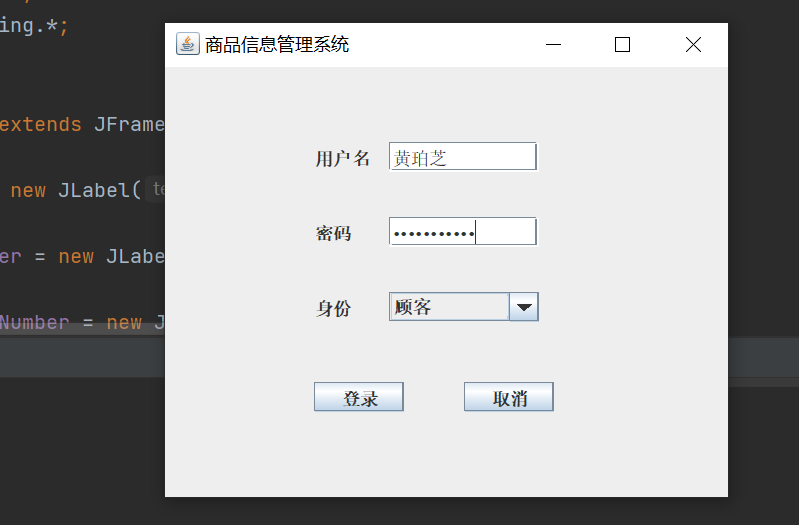 ing.*;
商品信息管理系统
extends JFrame
用户名 黄珀芝
new JLabel( te
密码 •••••••••••
er = new JLabe
身份 顾客
Number = new J
登录 取消